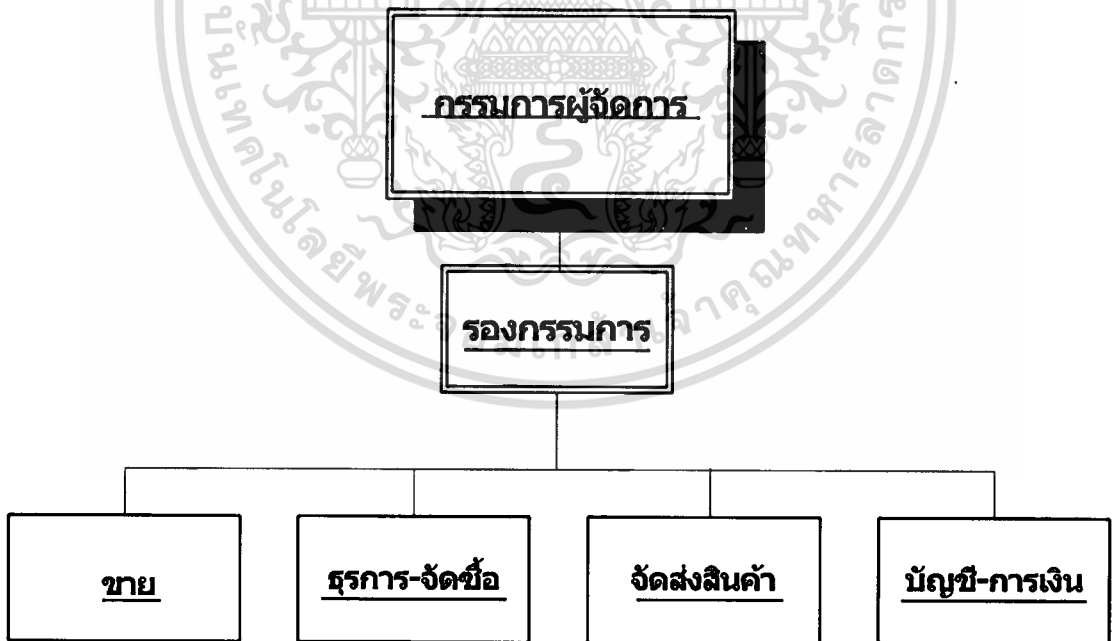 กรรมการผู้จัดการ
รองกรรมการ
ขาย
ธุรการ-จัดซื้อ
จัดส่งสินค้า
บัญชี-การเงิน